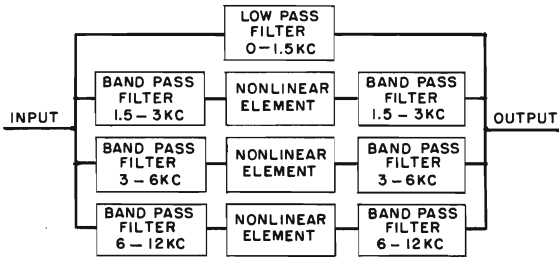 LOW PASS
FILTER
0–1.5KC
BAND PASS
FILTER
1.5–3KC
NONLINEAR
ELEMENT
BAND PASS
FILTER
1.5–3KC
INPUT
OUTPUT
BAND PASS
FILTER
3–6KC
NONLINEAR
ELEMENT
BAND PASS
FILTER
3–6KC
BAND PASS
FILTER
6–12KC
NONLINEAR
ELEMENT
BAND PASS
FILTER
6–12KC